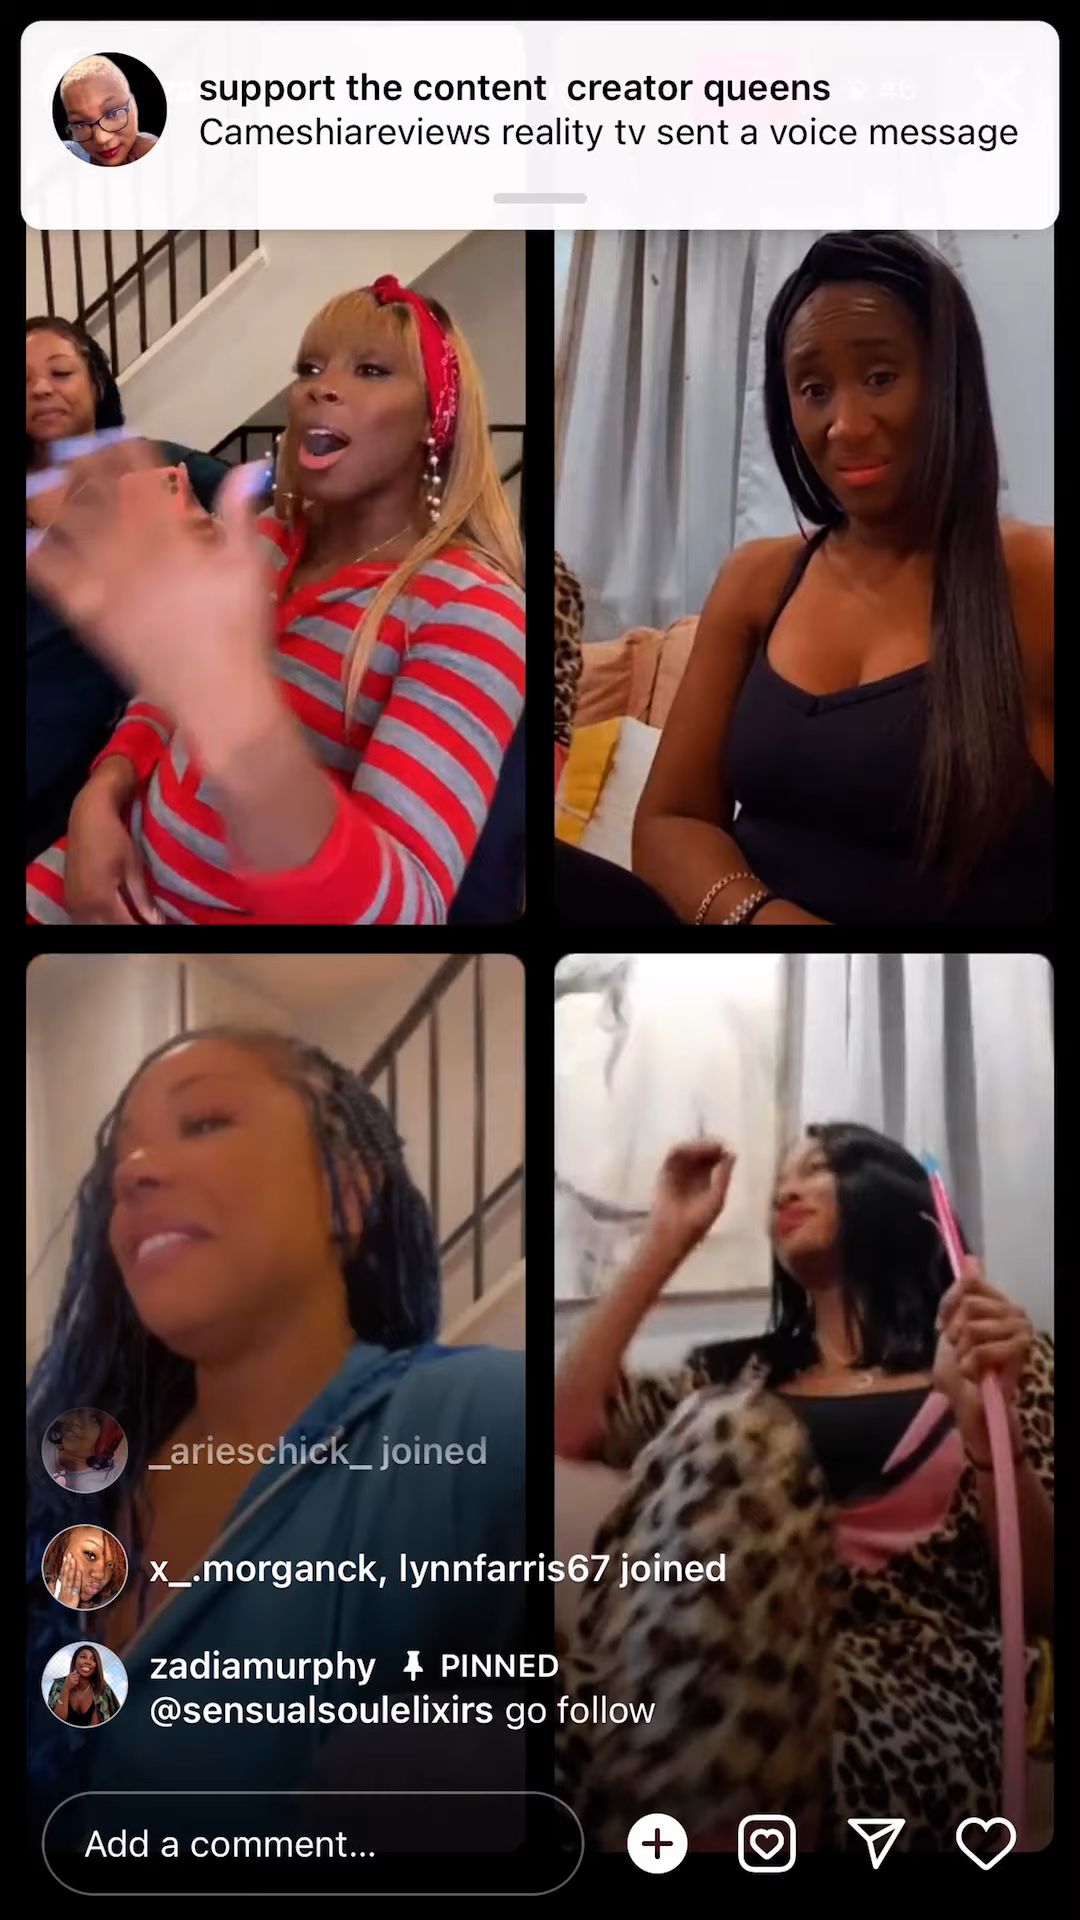 support the content creator queens
Cameshiareviews reality tv sent a voice message
_arieschick_ joined
x_.morganck, lynnfarris67 joined
zadiamurphy PINNED
@sensualsoulelixirs go follow
Add a comment...